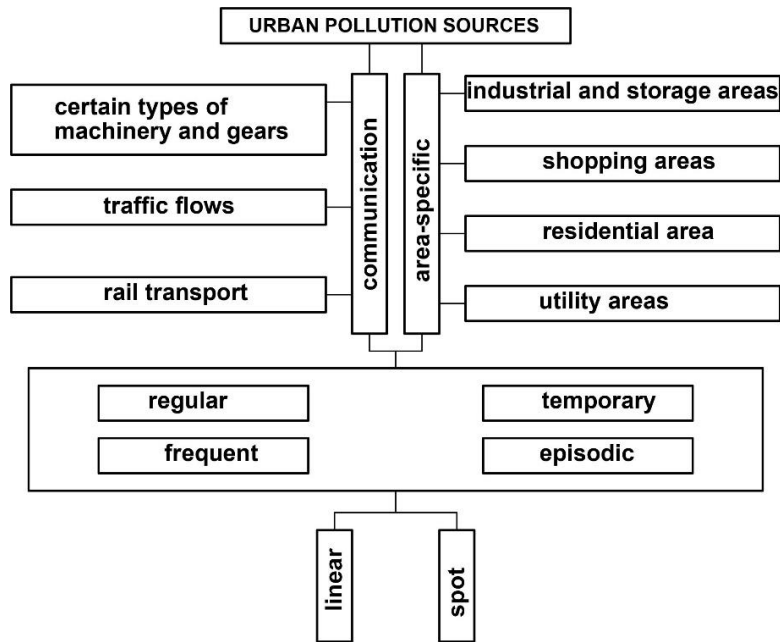 URBAN POLLUTION SOURCES
certain types of
machinery and gears
traffic flows
rail transport
communication
area-specific
industrial and storage areas
shopping areas
residential area
utility areas
regular
temporary
frequent
episodic
linear
spot